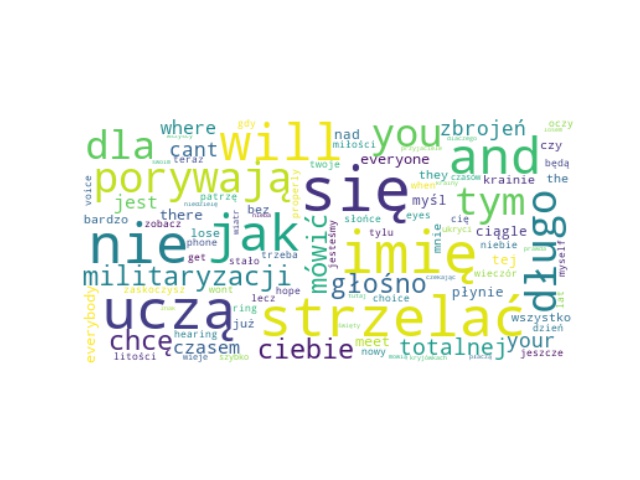 where
dla
cant
teraz
gdy
will
nad
miłości
you
zbrojeń
oczy
czy
and
everyone
twoje
porywają
jest
patrzę
bez
się
they
czasów
when
myśl
krainie
będą
the
voice
properly
bardzo
there
zobacz
wiatr
nie
jak
lose
phone
get
stało
trzeba
mówić
jesteśmy
słońce
tylu
eyes
mnie
cię
ukryci
tym
ciągle
niebie
tej
wieczór
długo
myself
imię
militaryzacji
hope
głośno
choice
płynie
lat
everybody
zaskoczysz
wont
lecz
uczą
ring
już
strzelać
wszystko
dzień
chcę
hearing
czasem
ciebie
meet
nowy
totalnej
your
jeszcze
litości
wieje
szybko